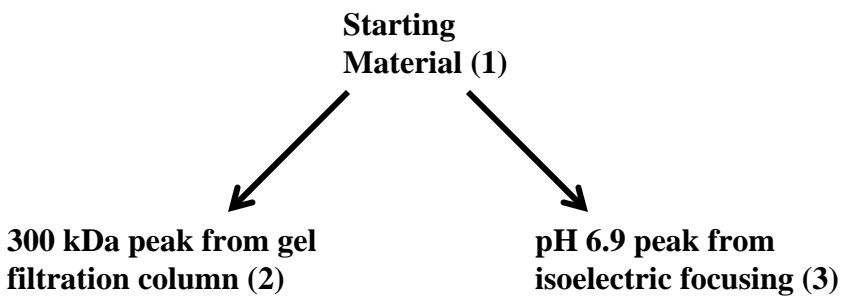 Starting
Material (1)
300 kDa peak from gel
filtration column (2)
pH 6.9 peak from
isoelectric focusing (3)